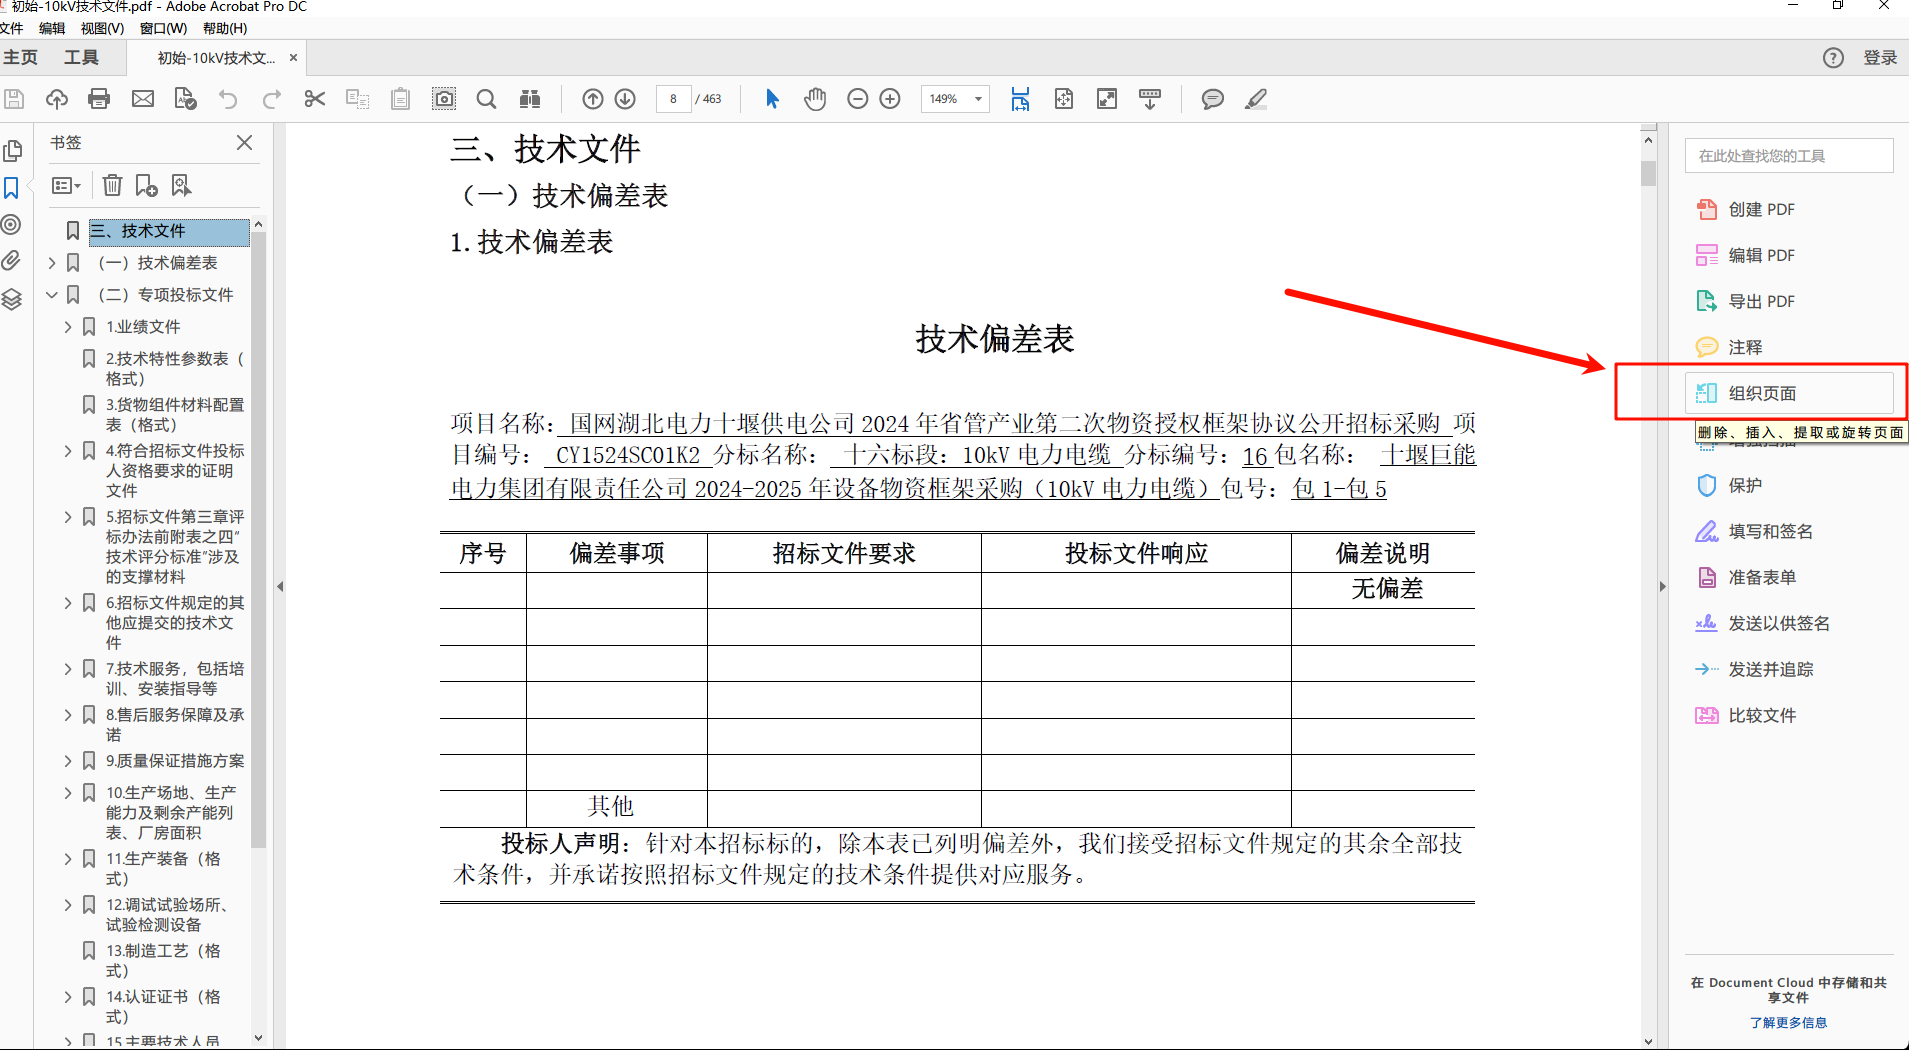 初始-10kV技术文件.pdf - Adobe Acrobat Pro DC
文件 编辑 视图(V) 窗口(W) 帮助(H)
主页 工具 初始-10kV技术文... × 登录
8 / 463 149%
书签
三、技术文件
（一）技术偏差表
（二）专项投标文件
1.业绩文件
2.技术特性参数表（
格式）
3.货物组件材料配置
表（格式）
4.符合招标文件投标
人资格要求的证明
文件
5.招标文件第三章评
标办法前附表之四“
技术评分标准”涉及
的支撑材料
6.招标文件规定的其
他应提交的技术文
件
7.技术服务，包括培
训、安装指导等
8.售后服务保障及承
诺
9.质量保证措施方案
10.生产场地、生产
能力及剩余产能列
表、厂房面积
11.生产装备（格
式）
12.调试试验场所、
试验检测设备
13.制造工艺（格
式）
14.认证证书（格
式）
15.主要技术人员
三、技术文件
（一）技术偏差表
1.技术偏差表
技术偏差表
项目名称：国网湖北电力十堰供电公司 2024 年省管产业第二次物资授权框架协议公开招标采购 项
目编号： CY1524SC01K2 分标名称： 十六标段：10kV 电力电缆 分标编号：16 包名称： 十堰巨能
电力集团有限责任公司 2024-2025 年设备物资框架采购（10kV 电力电缆）包号：包 1-包 5
序号 偏差事项 招标文件要求 投标文件响应 偏差说明
无偏差
其他
投标人声明：针对本招标标的，除本表已列明偏差外，我们接受招标文件规定的其余全部技
术条件，并承诺按照招标文件规定的技术条件提供对应服务。
在此处查找您的工具
创建 PDF
编辑 PDF
导出 PDF
注释
组织页面
删除、插入、提取或旋转页面
保护
填写和签名
准备表单
发送以供签名
发送并追踪
比较文件
在 Document Cloud 中存储和共
享文件
了解更多信息